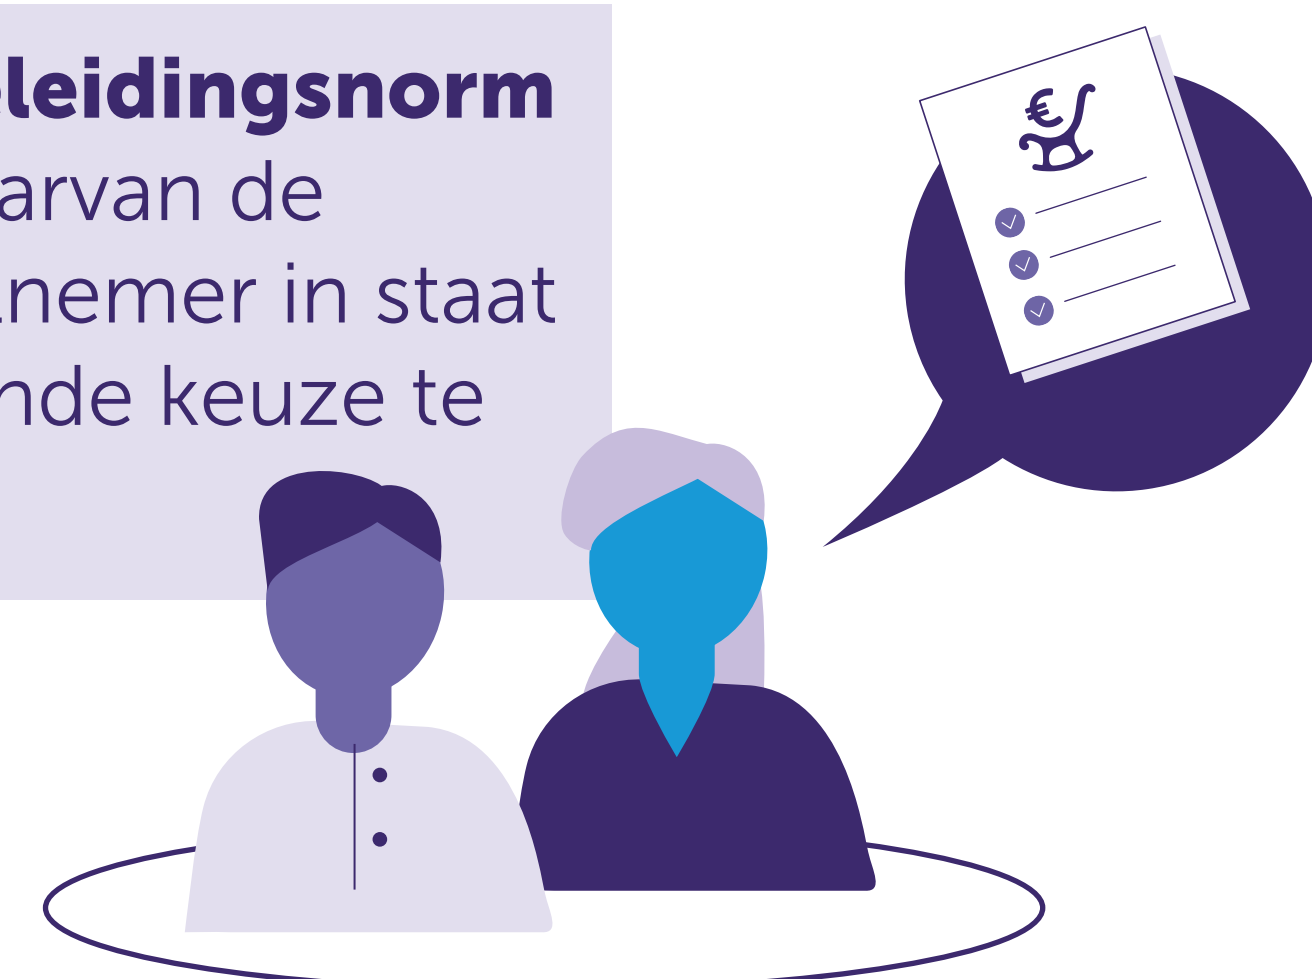 leidingsnorm
arvan de
nemer in staat
nde keuze te
€